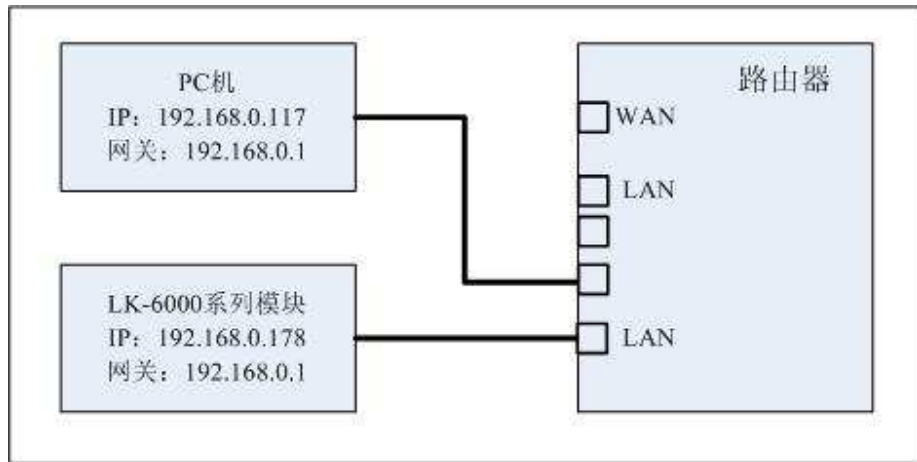 PC机
IP：192.168.0.117
网关：192.168.0.1
路由器
WAN
LAN
LK-6000系列模块
IP：192.168.0.178
网关：192.168.0.1
LAN